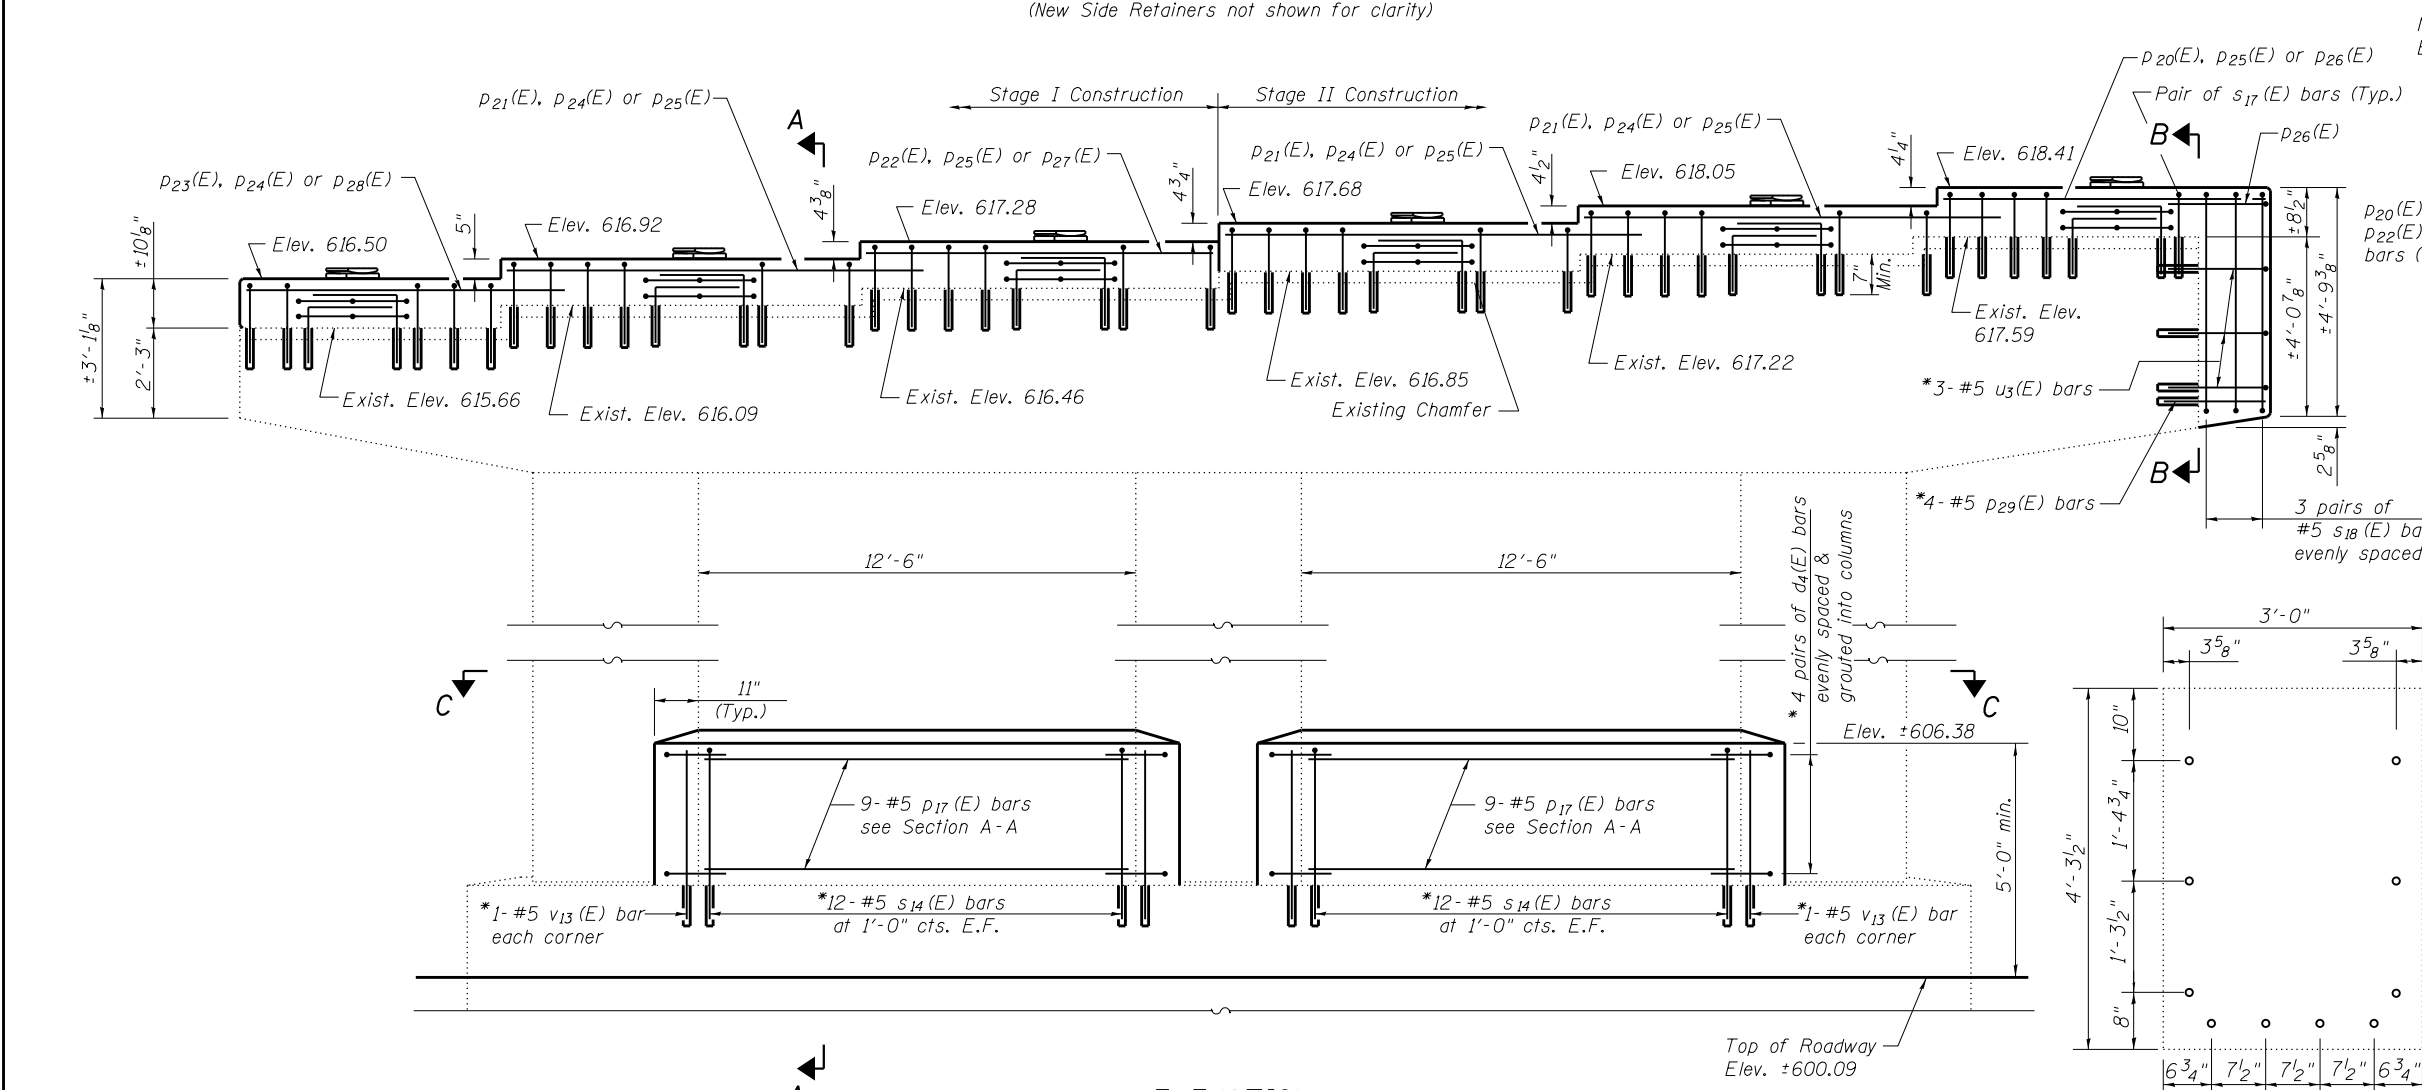 (New Side Retainers not shown for clarity)
p20(E), p25(E) or p26(E)
Pair of s17(E) bars (Typ.)
p26(E)
B
p21(E), p24(E) or p25(E)
Stage I Construction
Stage II Construction
A
p21(E), p24(E) or p25(E)
p22(E), p25(E) or p27(E)
p21(E), p24(E) or p25(E)
p23(E), p24(E) or p28(E)
4 1/4"
Elev. 618.41
4 1/2"
Elev. 618.05
4 3/4"
Elev. 617.68
4 3/8"
Elev. 617.28
5"
Elev. 616.92
Elev. 616.50
±10 1/8"
±8 1/2"
p20(E)
p22(E)
bars (
7"
Min.
±3'-1 1/8"
2'-3"
±4'-0 7/8"
±4'-9 3/8"
Exist. Elev.
617.59
Exist. Elev. 617.22
Exist. Elev. 616.85
Existing Chamfer
Exist. Elev. 616.46
Exist. Elev. 616.09
Exist. Elev. 615.66
*3-#5 u3(E) bars
2 5/8"
B
*4-#5 p29(E) bars
3 pairs of
#5 s18(E) ba
evenly spaced
12'-6"
12'-6"
* 4 pairs of d4(E) bars
evenly spaced &
grouted into columns
C
C
11"
(Typ.)
Elev. ±606.38
9-#5 p17(E) bars
see Section A-A
9-#5 p17(E) bars
see Section A-A
5'-0" min.
*1-#5 v13(E) bar
each corner
*12-#5 s14(E) bars
at 1'-0" cts. E.F.
*12-#5 s14(E) bars
at 1'-0" cts. E.F.
*1-#5 v13(E) bar
each corner
Top of Roadway
Elev. ±600.09
3'-0"
3 5/8"
3 5/8"
10"
1'-4 3/4"
4'-3 1/2"
1'-3 1/2"
8"
6 3/4"
7 1/2"
7 1/2"
7 1/2"
6 3/4"